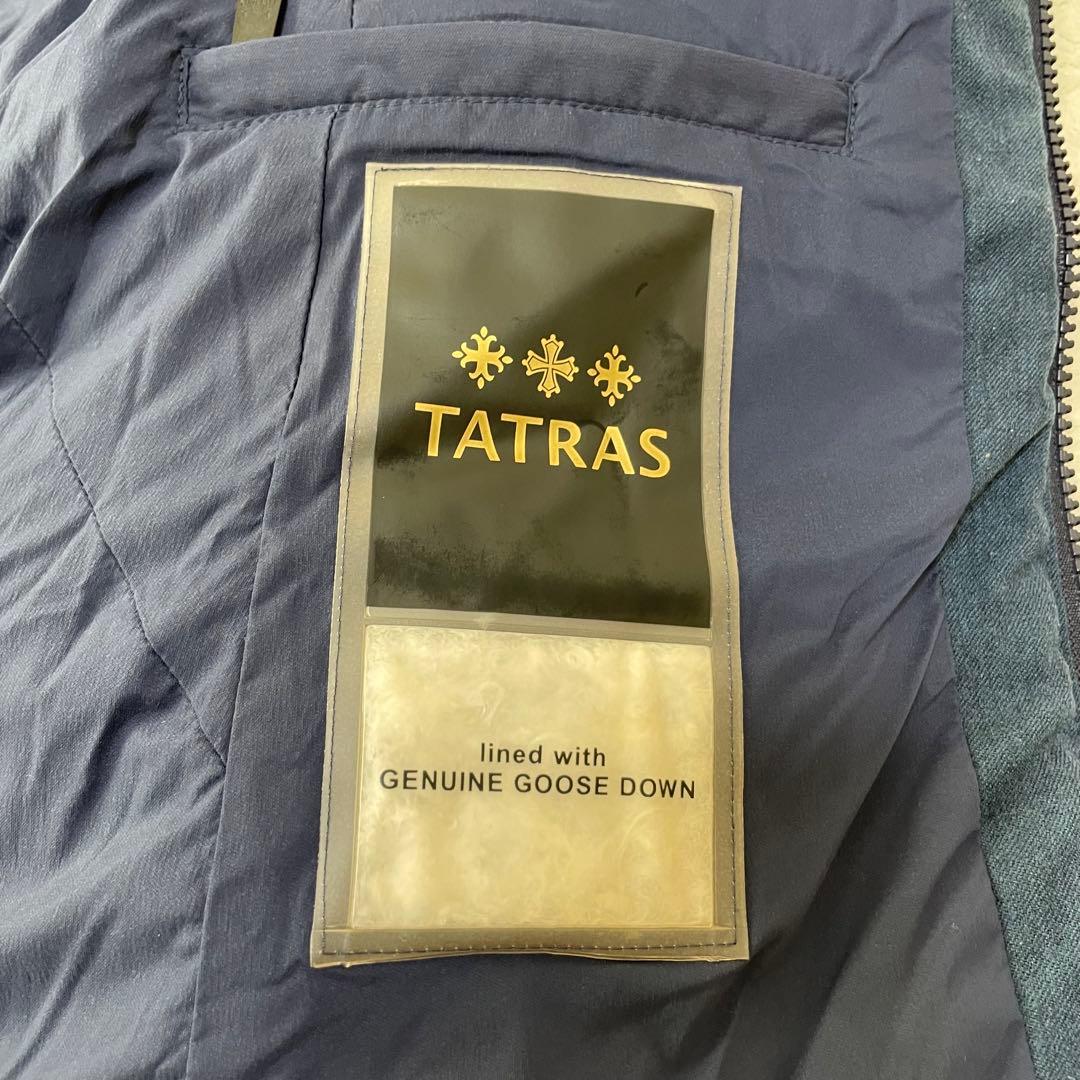 TATRAS
lined with
GENUINE GOOSE DOWN